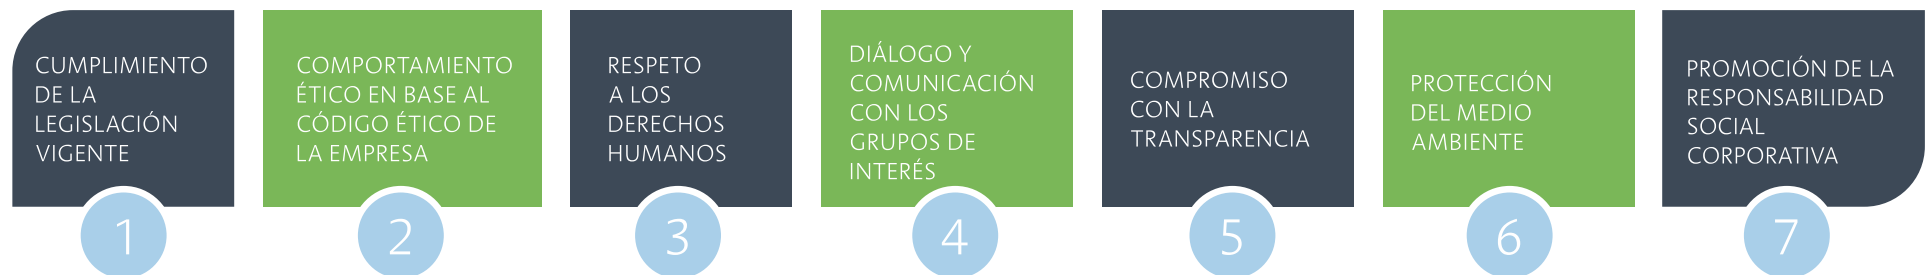 CUMPLIMIENTO
DE LA
LEGISLACIÓN
VIGENTE
1
COMPORTAMIENTO
ÉTICO EN BASE AL
CÓDIGO ÉTICO DE
LA EMPRESA
2
RESPETO
A LOS
DERECHOS
HUMANOS
3
DIÁLOGO Y
COMUNICACIÓN
CON LOS
GRUPOS DE
INTERÉS
4
COMPROMISO
CON LA
TRANSPARENCIA
5
PROTECCIÓN
DEL MEDIO
AMBIENTE
6
PROMOCIÓN DE LA
RESPONSABILIDAD
SOCIAL
CORPORATIVA
7